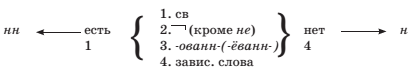 1. св
нн ← есть { 2. ¬ (кроме не) } нет → н
1 3. -ованн-(-ёванн-) 4
4. завис. слова